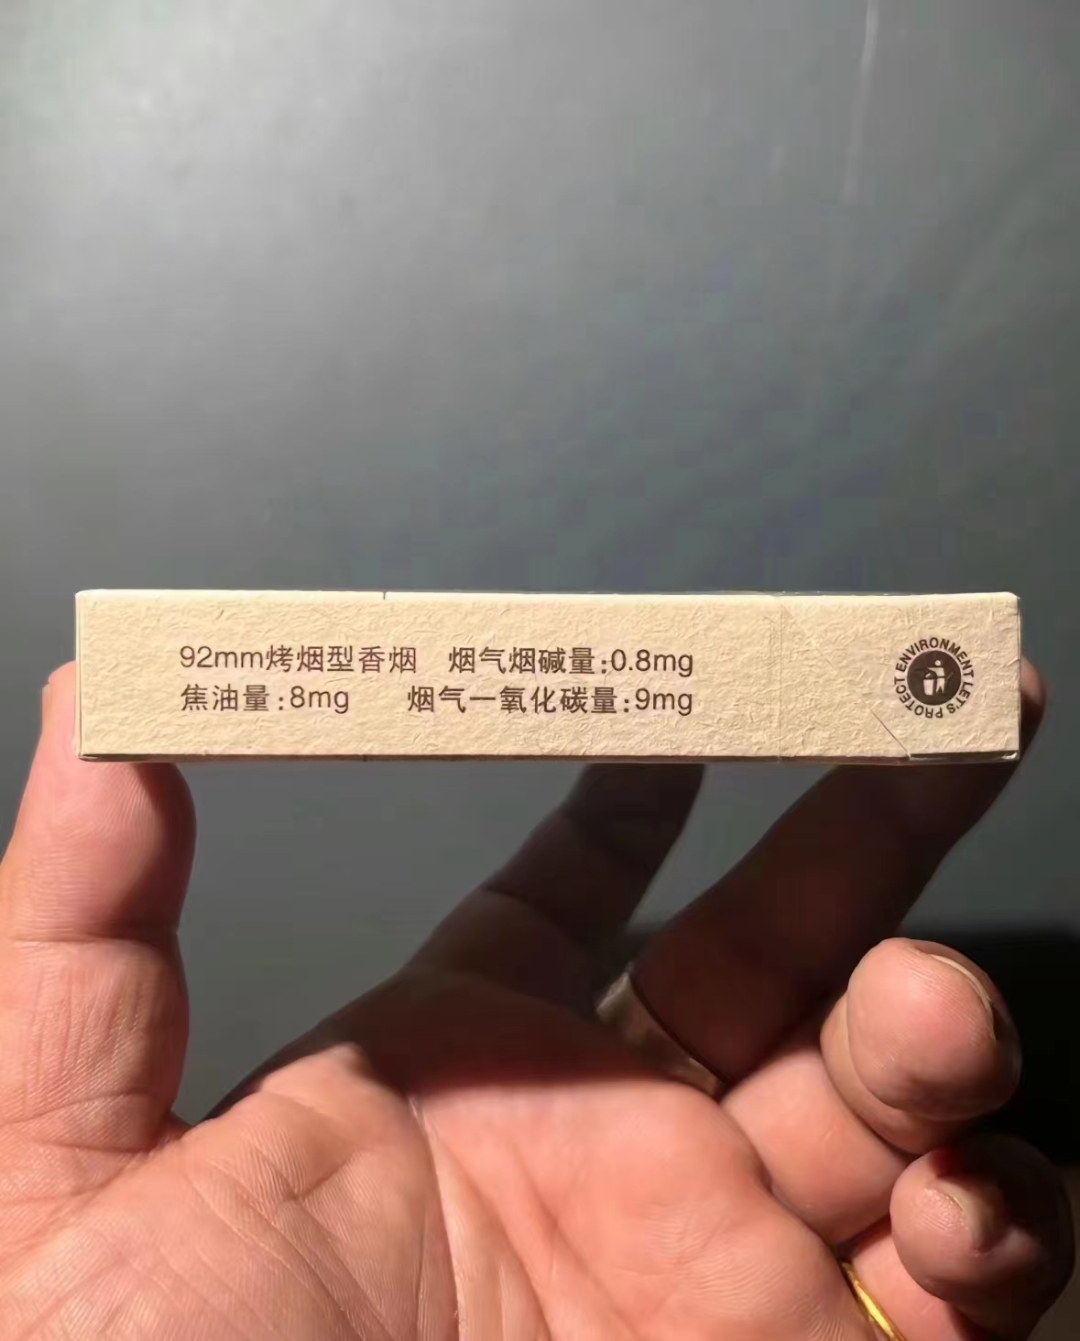 92mm烤烟型香烟 烟气烟碱量:0.8mg
焦油量:8mg 烟气一氧化碳量:9mg
PROTECT ENVIRONMENT LET'S